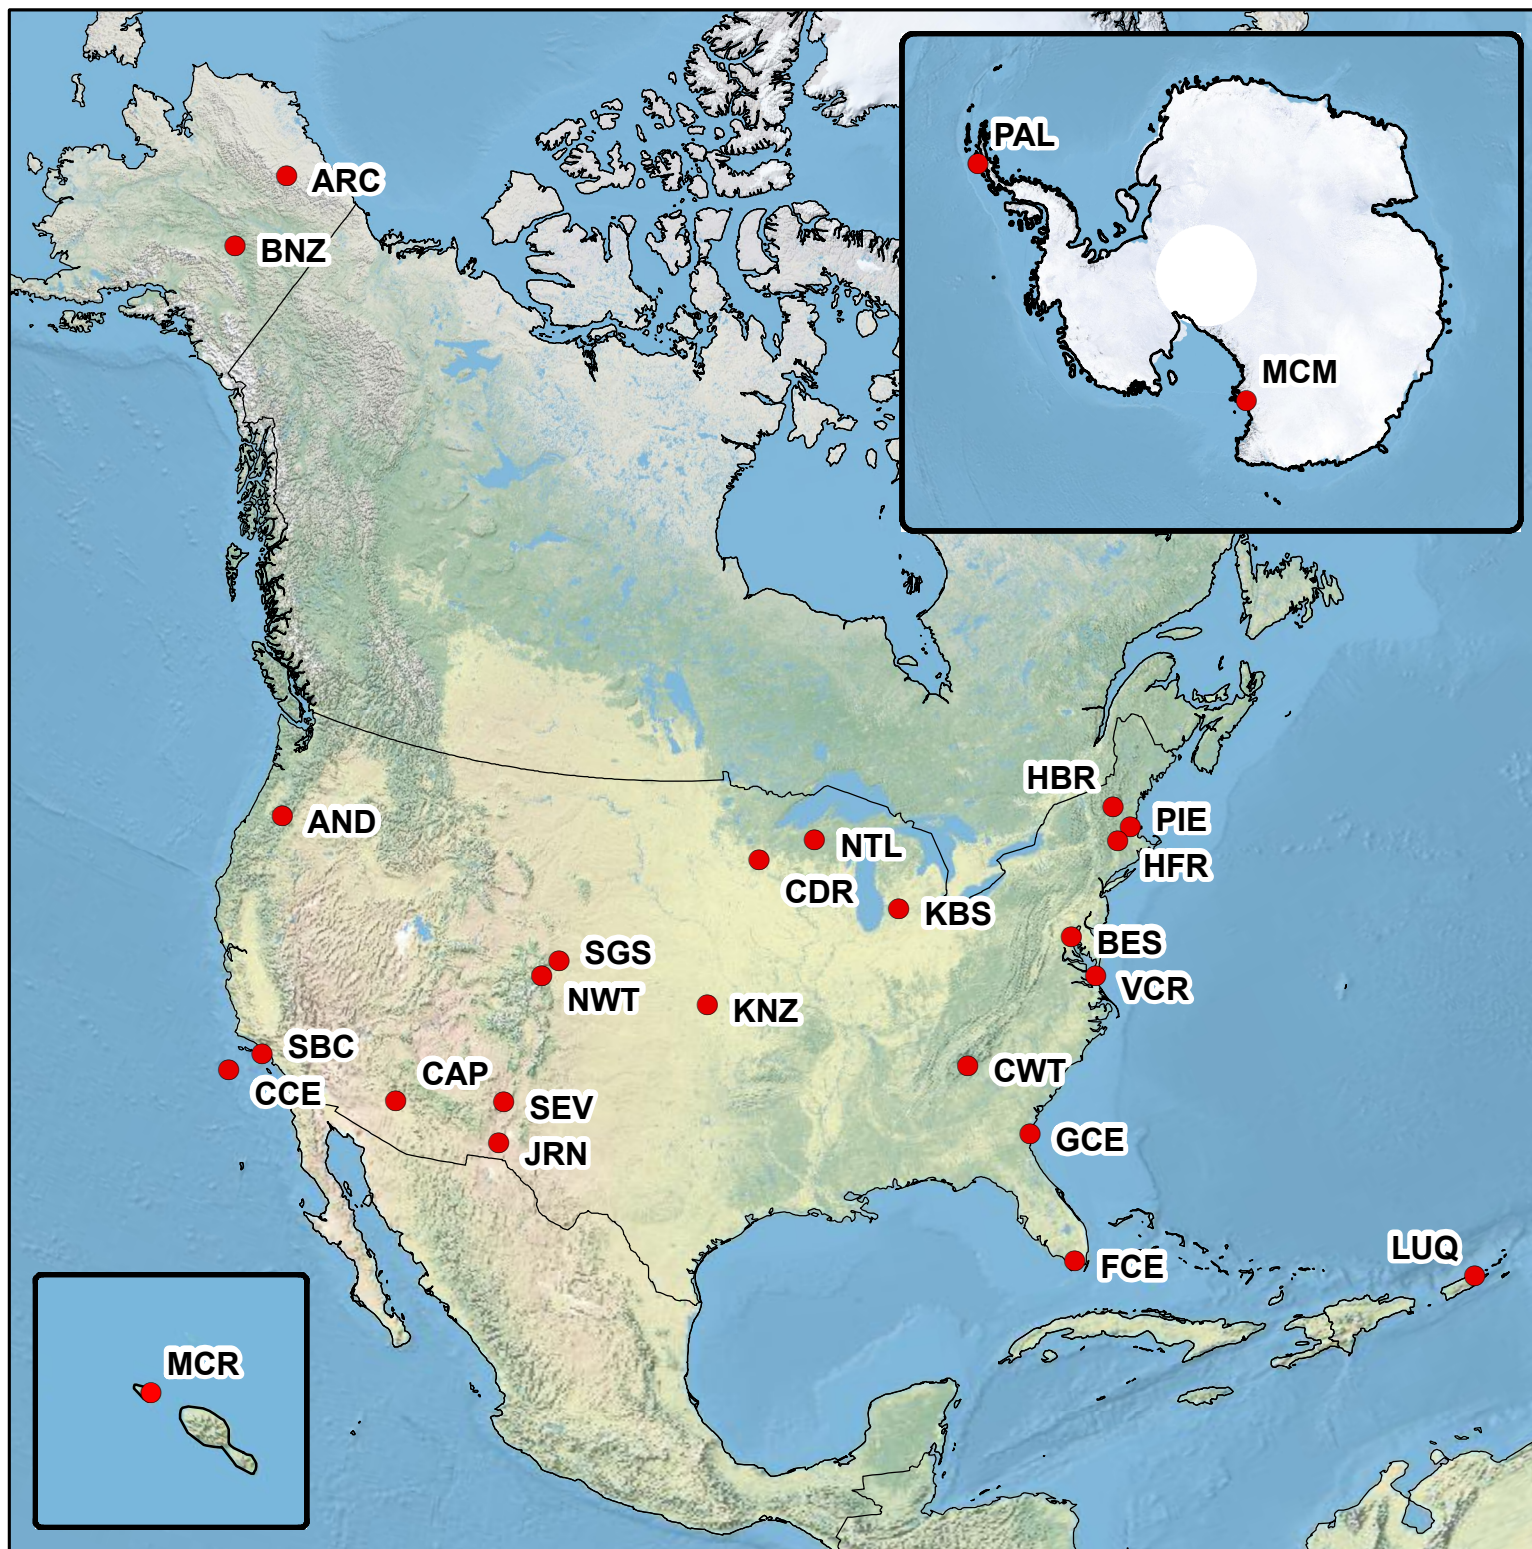 PAL
ARC
BNZ
MCM
HBR
PIE
AND
NTL
HFR
CDR
KBS
BES
SGS
VCR
NWT
KNZ
SBC
CAP
CWT
CCE
SEV
GCE
JRN
LUQ
FCE
MCR